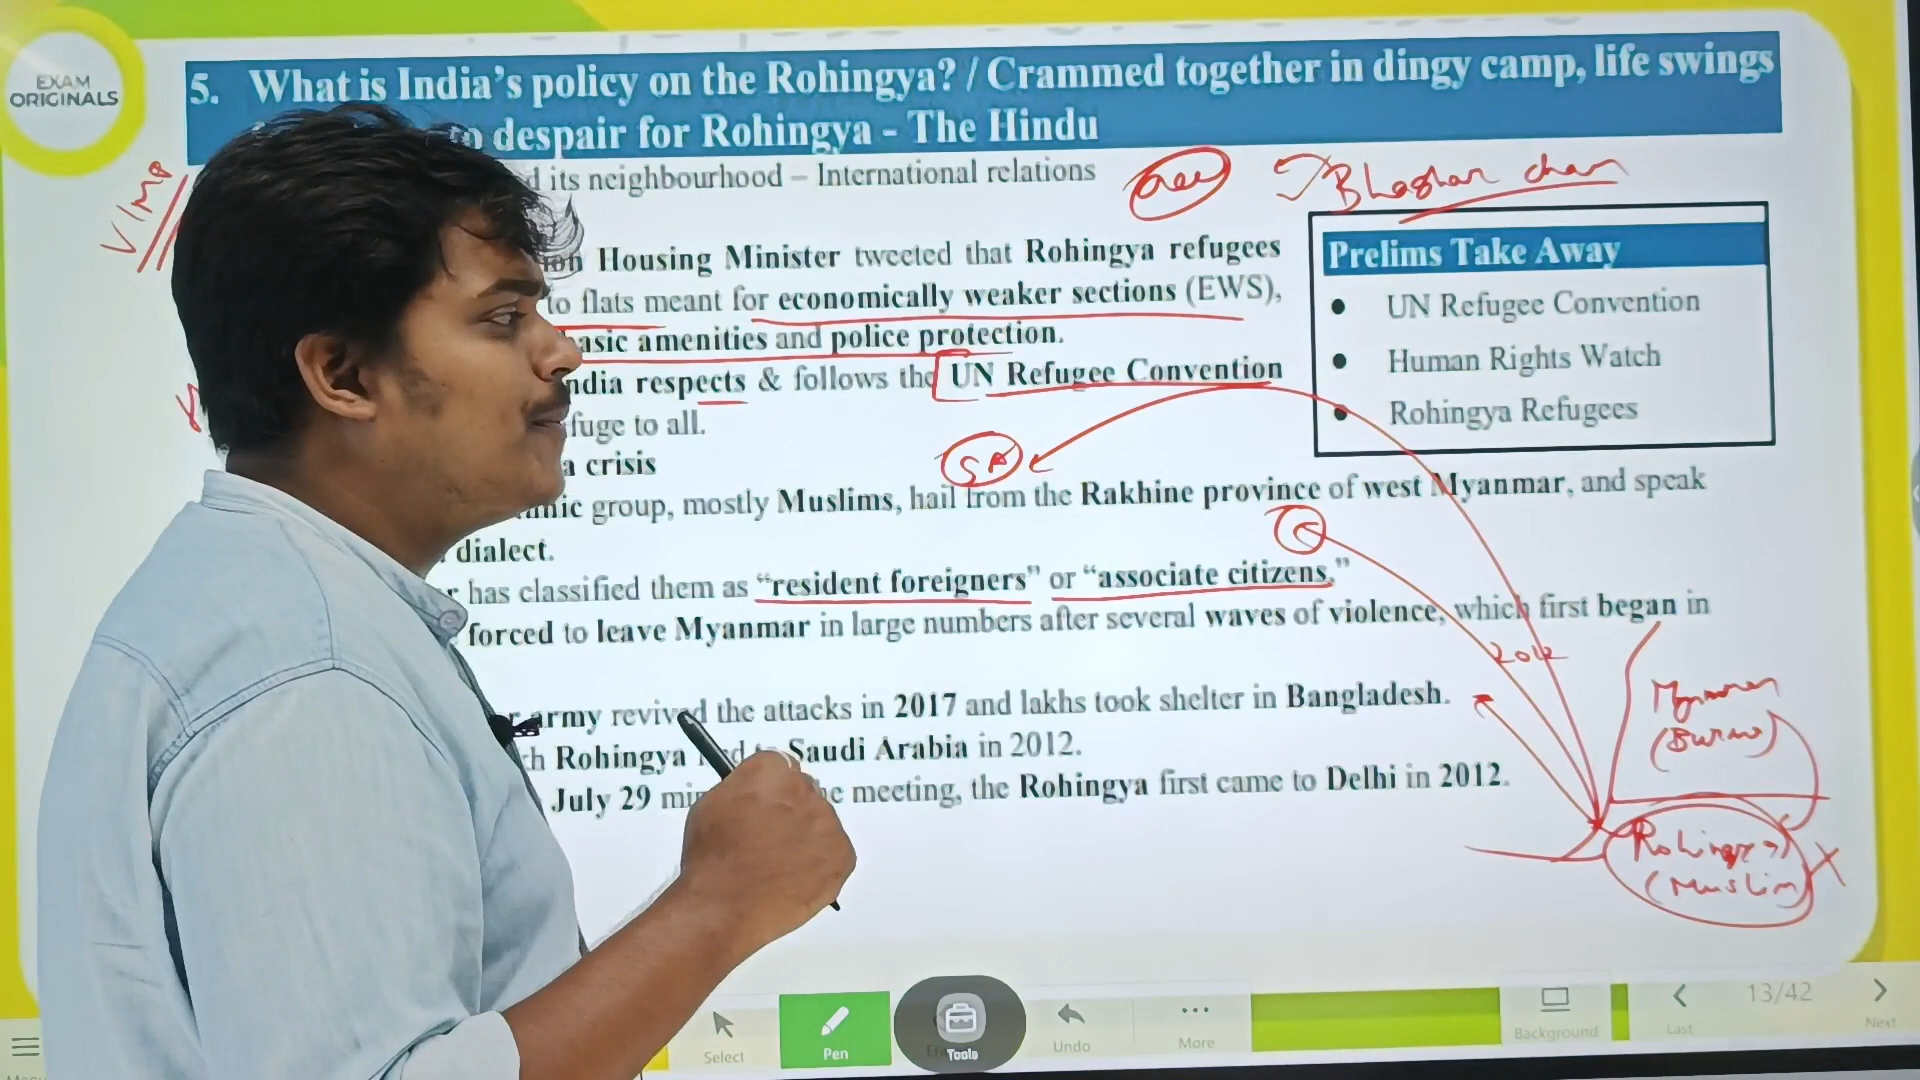 EXAM
ORIGINALS
5. What is India's policy on the Rohingya? / Crammed together in dingy camp, life swings
despair for Rohingya - The Hindu
its neighbourhood – International relations
Bhashan char
V/Imp
Housing Minister tweeted that Rohingya refugees
to flats meant for economically weaker sections (EWS),
basic amenities and police protection.
India respects & follows the UN Refugee Convention
fuge to all.
Prelims Take Away
● UN Refugee Convention
● Human Rights Watch
● Rohingya Refugees
SA
a crisis
group, mostly Muslims, hail from the Rakhine province of west Myanmar, and speak
dialect.
has classified them as “resident foreigners” or “associate citizens.”
forced to leave Myanmar in large numbers after several waves of violence, which first began in
2012
army revived the attacks in 2017 and lakhs took shelter in Bangladesh.
Rohingya Saudi Arabia in 2012.
July 29 meeting, the Rohingya first came to Delhi in 2012.
Myanmar
(Burma)
Rohingya
(Muslim)
Select
Pen
Tools
Undo
More
Background
Last
13/42
Next